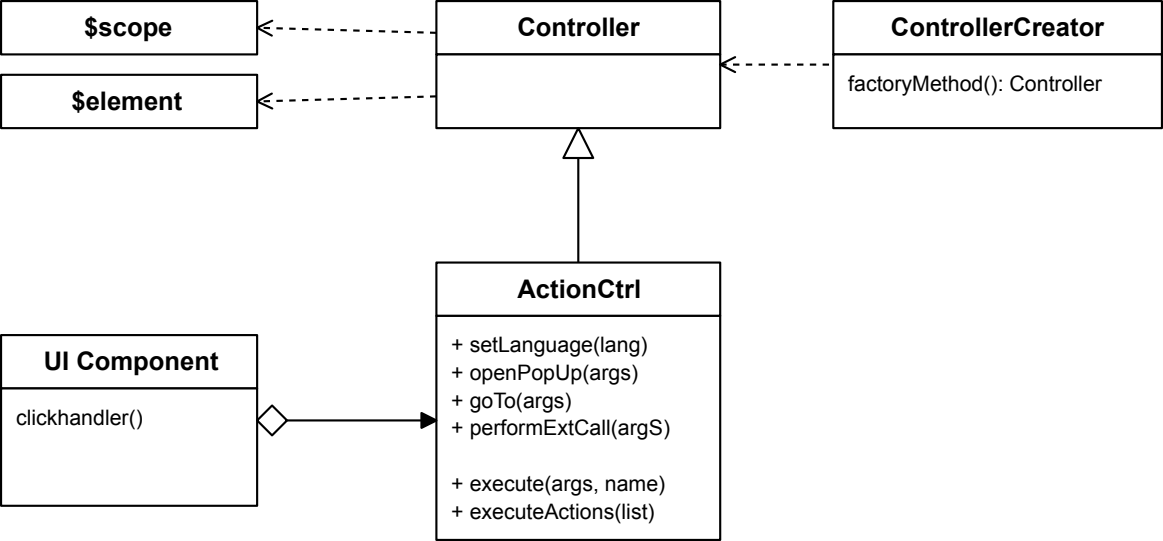 $scope
Controller
ControllerCreator
$element
factoryMethod(): Controller
ActionCtrl
+ setLanguage(lang)
+ openPopUp(args)
+ goTo(args)
+ performExtCall(argS)
+ execute(args, name)
+ executeActions(list)
UI Component
clickhandler()